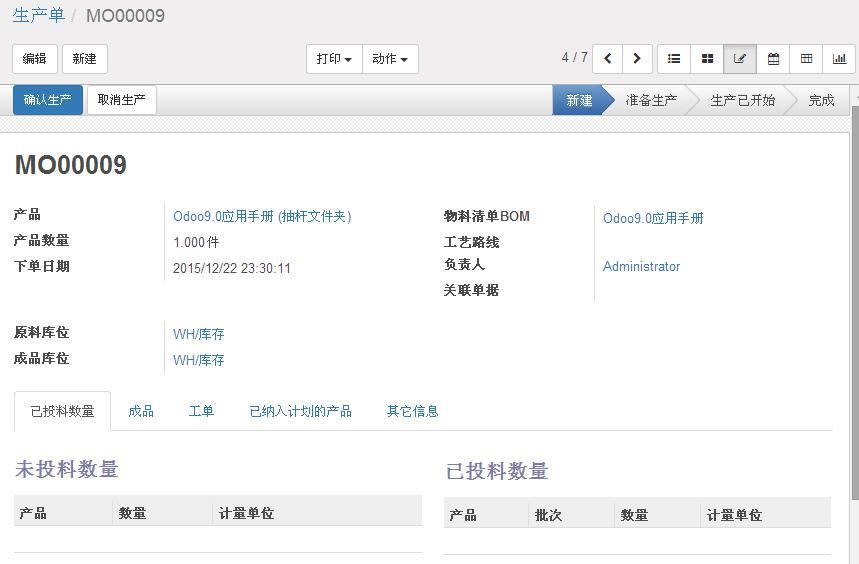 生产单 / MO00009
编辑 新建 打印 动作 4 / 7
确认生产 取消生产 新建 准备生产 生产已开始 完成
MO00009
产品 Odoo9.0应用手册 (抽杆文件夹)
产品数量 1.000 件
下单日期 2015/12/22 23:30:11
物料清单BOM Odoo9.0应用手册
工艺路线
负责人 Administrator
关联单据
原料库位 WH/库存
成品库位 WH/库存
已投料数量 成品 工单 已纳入计划的产品 其它信息
未投料数量
产品 数量 计量单位
已投料数量
产品 批次 数量 计量单位